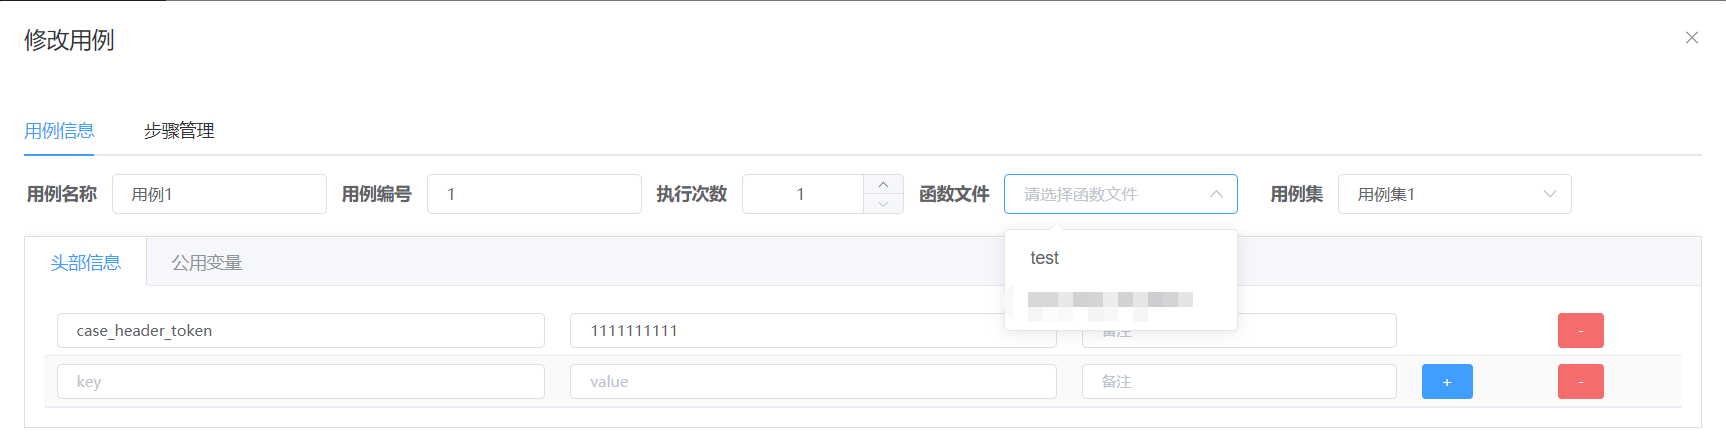 修改用例
用例信息 步骤管理
用例名称 用例1 用例编号 1 执行次数 1 函数文件 请选择函数文件 用例集 用例集1
test
头部信息 公用变量
case_header_token 1111111111 备注 -
key value 备注 + -